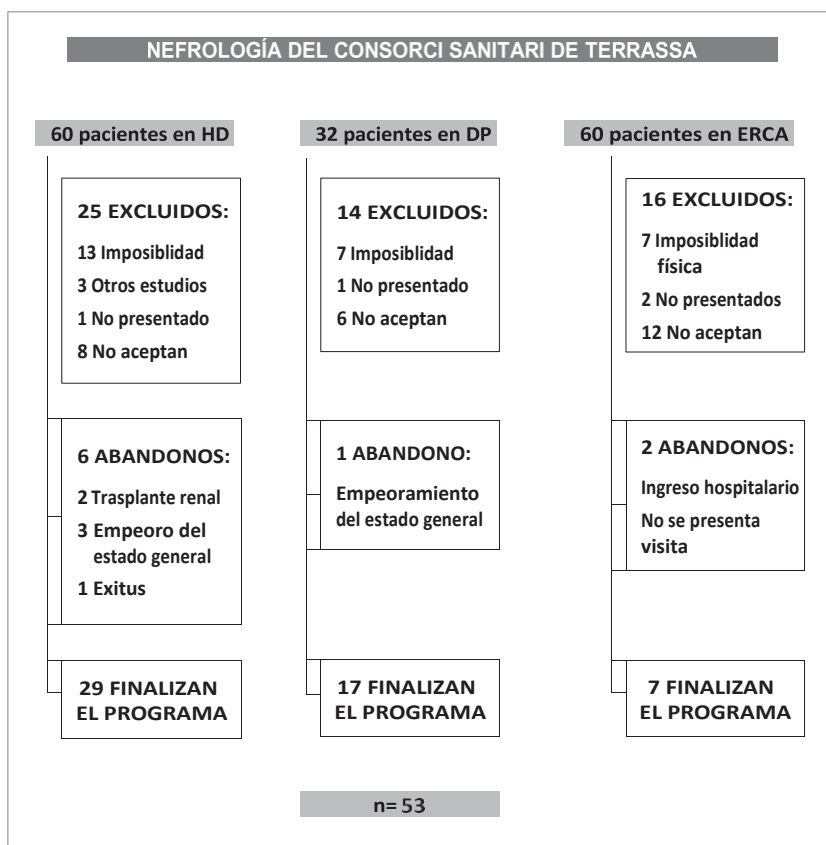 NEFROLOGÍA DEL CONSORCI SANITARI DE TERRASSA
60 pacientes en HD
25 EXCLUIDOS:
13 Imposiblidad
3 Otros estudios
1 No presentado
8 No aceptan
6 ABANDONOS:
2 Trasplante renal
3 Empeoro del
estado general
1 Exitus
29 FINALIZAN
EL PROGRAMA
32 pacientes en DP
14 EXCLUIDOS:
7 Imposiblidad
1 No presentado
6 No aceptan
1 ABANDONO:
Empeoramiento
del estado general
17 FINALIZAN
EL PROGRAMA
60 pacientes en ERCA
16 EXCLUIDOS:
7 Imposiblidad
física
2 No presentados
12 No aceptan
2 ABANDONOS:
Ingreso hospitalario
No se presenta
visita
7 FINALIZAN
EL PROGRAMA
n= 53